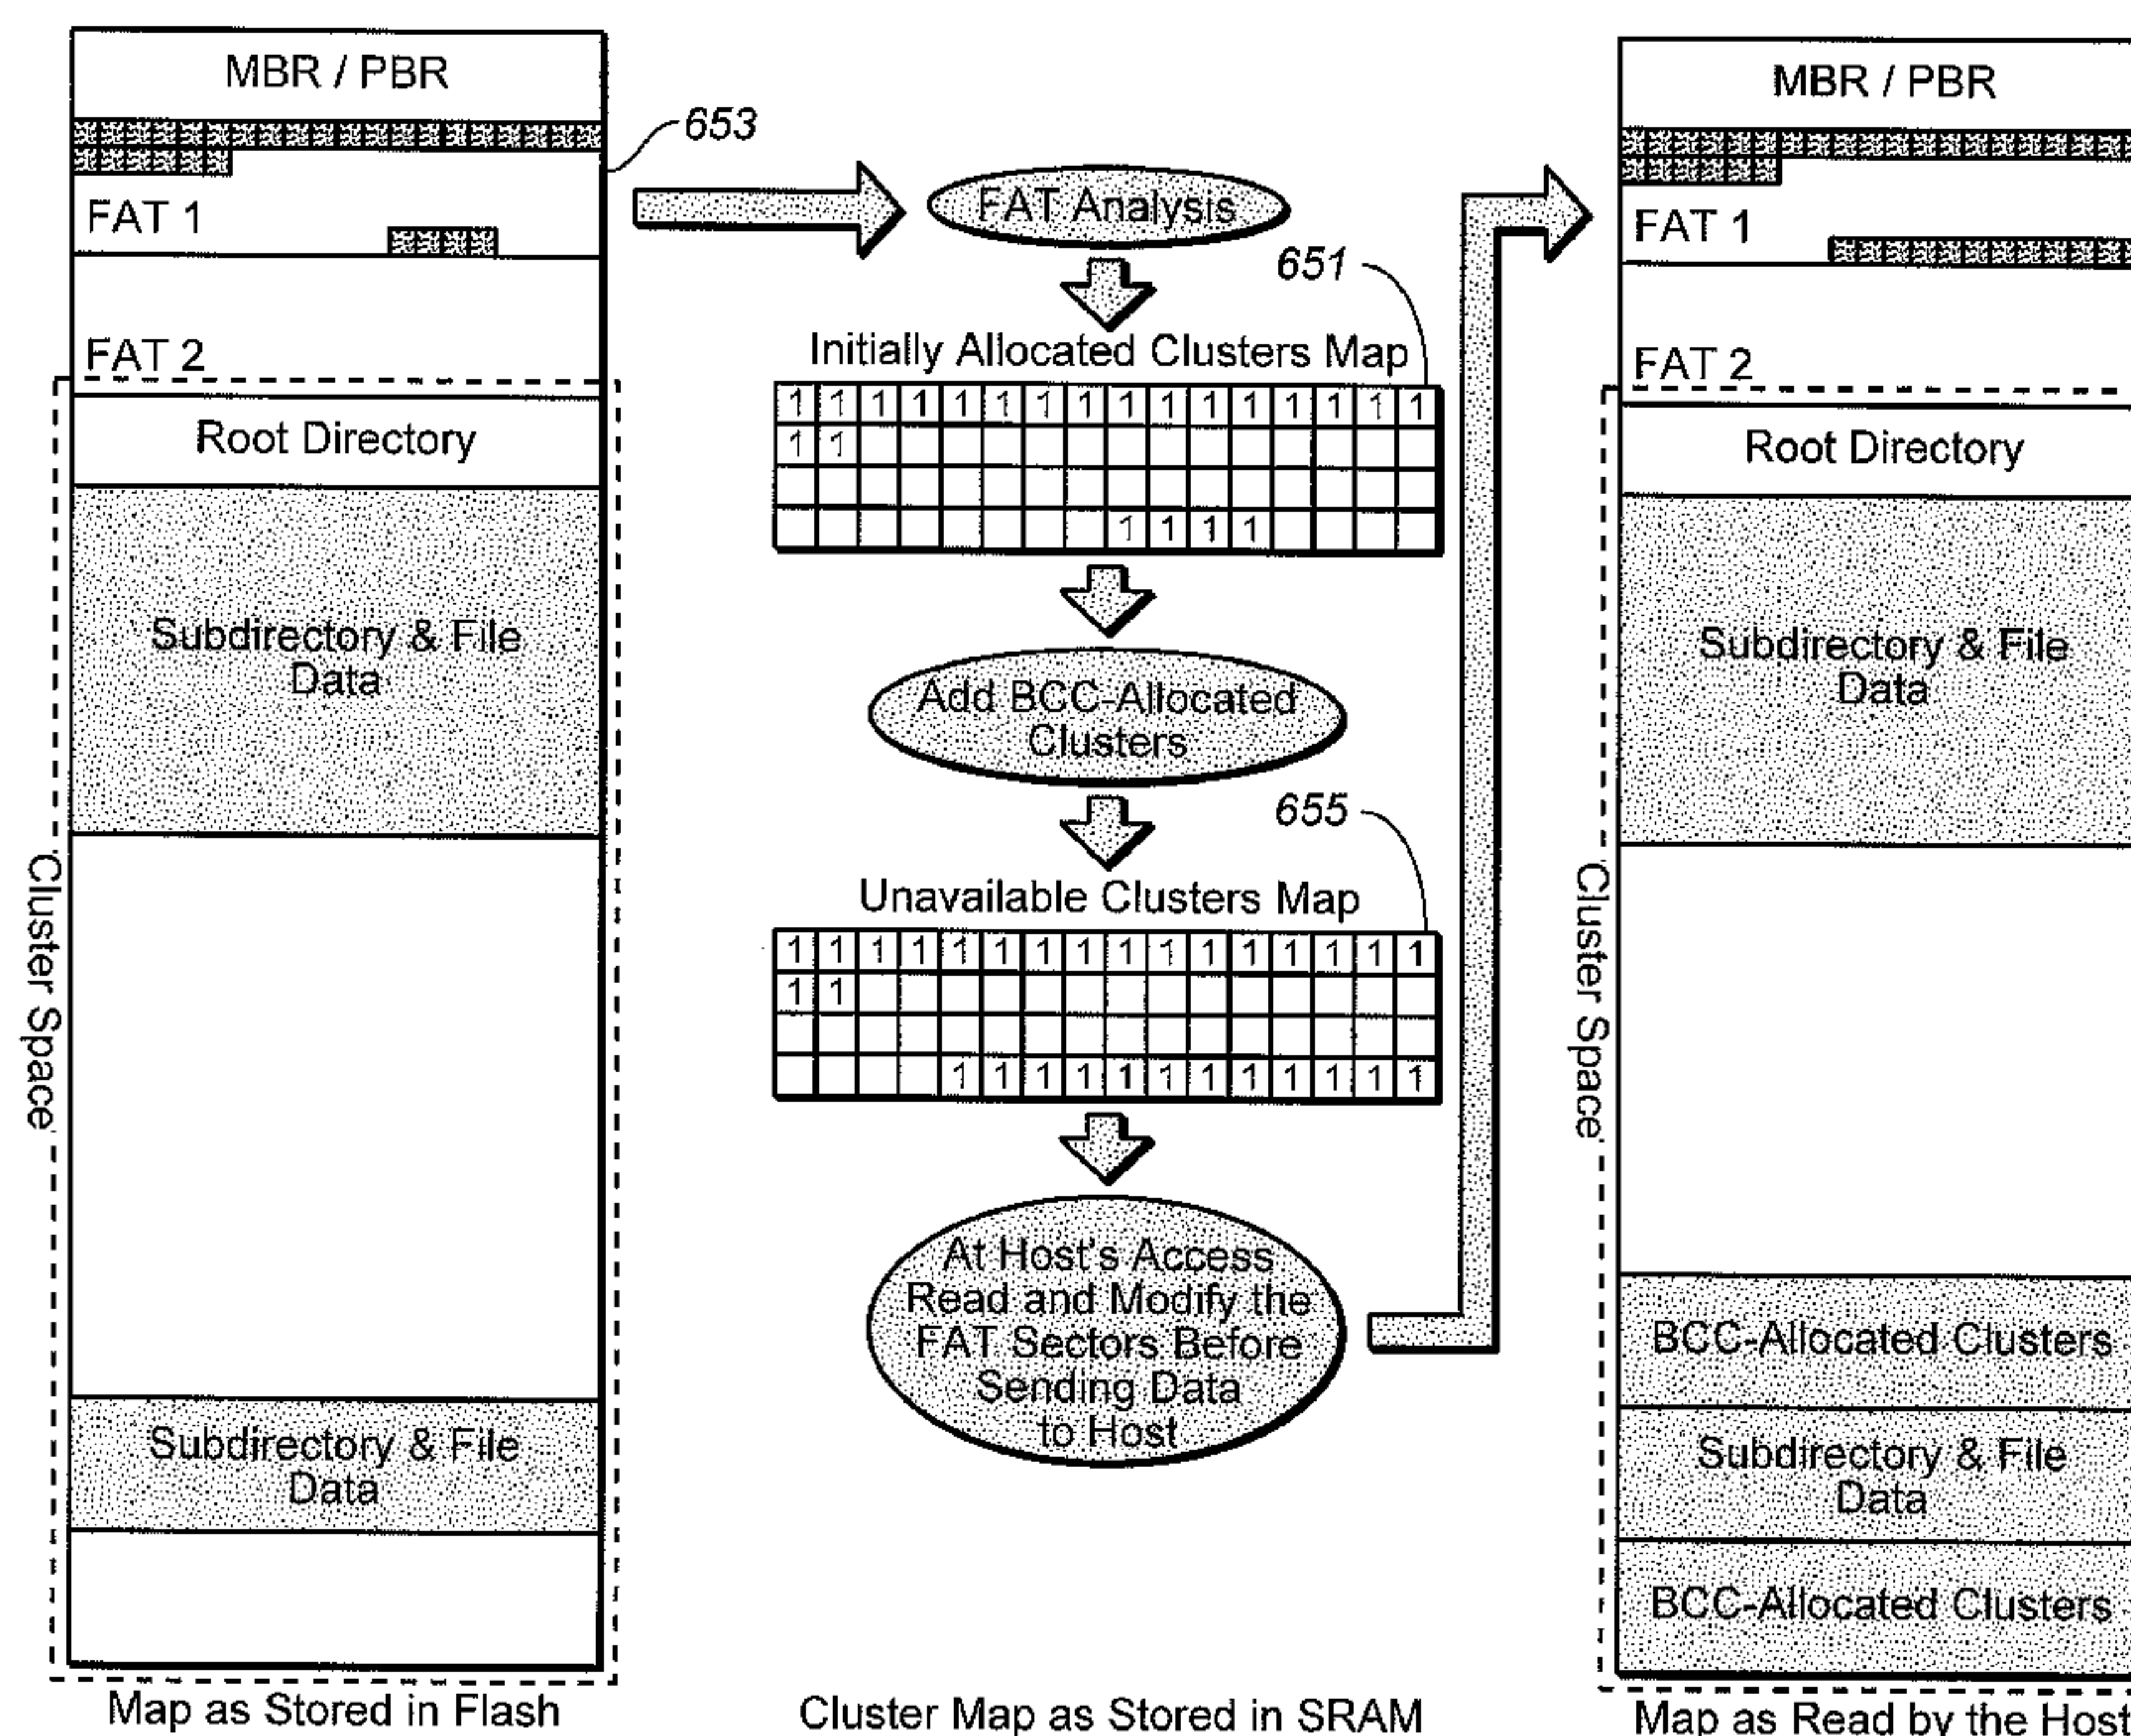 MBR / PBR
653
FAT 1
FAT 2
Root Directory
Subdirectory & File
Data
Subdirectory & File
Data
Cluster Space
Map as Stored in Flash
FAT Analysis
651
Initially Allocated Clusters Map
1 1 1 1 1 1 1 1 1 1 1 1 1 1 1 1
1 1
1 1 1 1
Add BCC-Allocated
Clusters
655
Unavailable Clusters Map
1 1 1 1 1 1 1 1 1 1 1 1 1 1 1 1
1 1
1 1 1 1 1 1 1 1 1 1 1 1
At Host's Access
Read and Modify the
FAT Sectors Before
Sending Data
to Host
Cluster Map as Stored in SRAM
MBR / PBR
FAT 1
FAT 2
Root Directory
Subdirectory & File
Data
BCC-Allocated Clusters
Subdirectory & File
Data
BCC-Allocated Clusters
Cluster Space
Map as Read by the Host